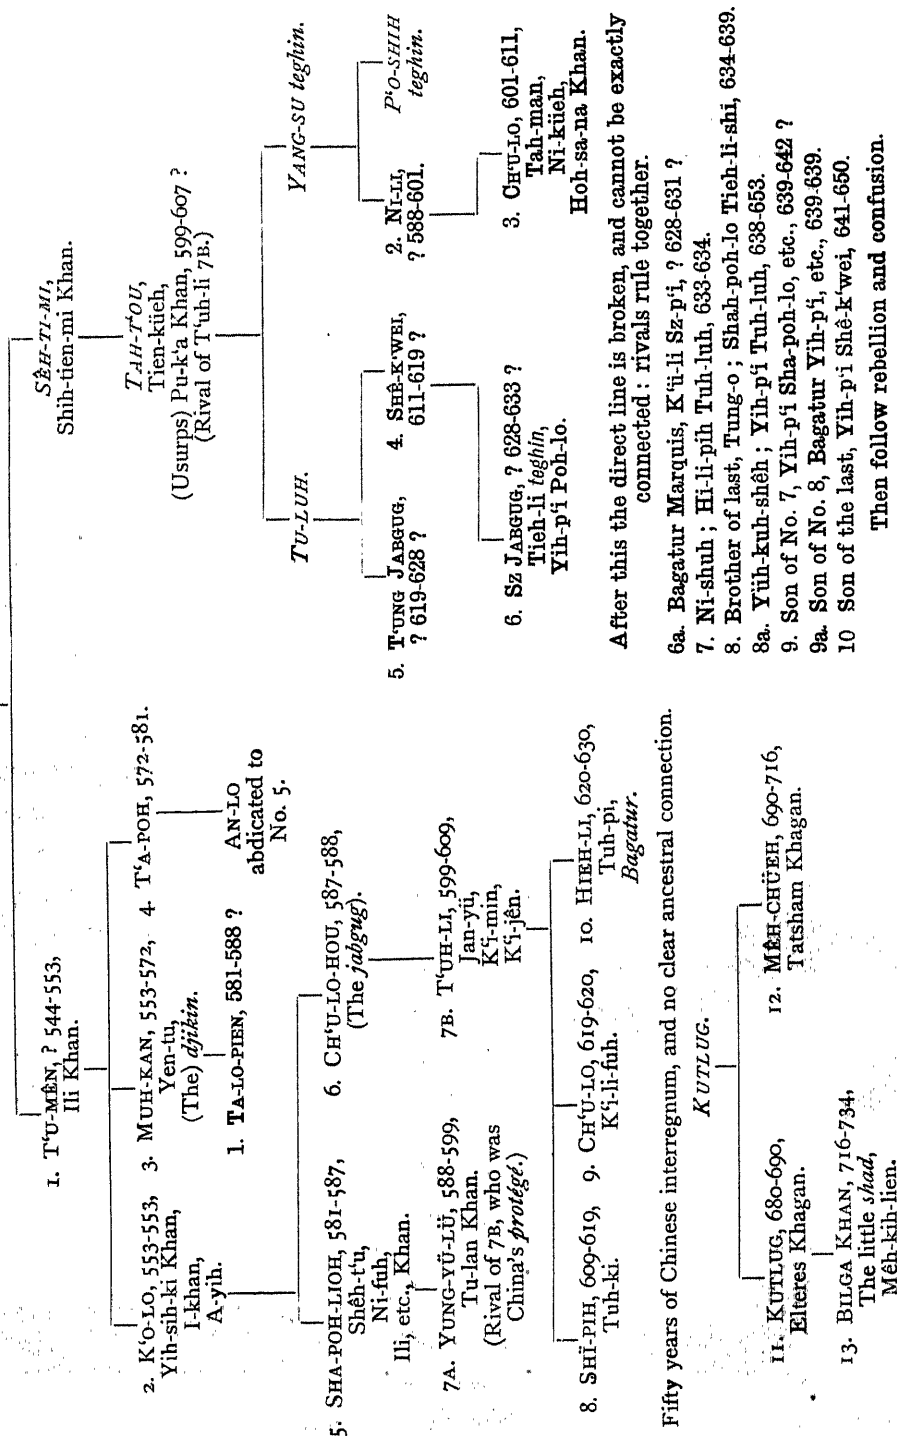 1. T‘U-MÊN, ? 544-553,
Ili Khan.
2. K‘O-LO, 553-553,
Yih-sih-ki Khan,
I-khan,
A-yih.
3. MUH-KAN, 553-572,
Yen-tu,
(The) djikin.
4. T‘A-POH, 572-581.
1. TA-LO-PIEN, 581-588 ?
AN-LO
abdicated to
No. 5.
5. SHA-POH-LIOH, 581-587,
Shêh-t‘u,
Ni-fuh,
Ili, etc., Khan.
6. CH‘U-LO-HOU, 587-588,
(The jabgug).
7A. YUNG-YÜ-LÜ, 588-599,
Tu-lan Khan.
(Rival of 7B, who was
China's protégé.)
7B. T‘UH-LI, 599-609,
Jan-yü,
K‘i-min,
K‘i-jên.
8. SHÏ-PIH, 609-619,
Tuh-ki.
9. CH‘U-LO, 619-620,
K‘i-li-fuh.
10. HIEH-LI, 620-630,
Tuh-pi,
Bagatur.
Fifty years of Chinese interregnum, and no clear ancestral connection.
KUTLUG.
11. KUTLUG, 680-690,
Elteres Khagan.
12. MÊH-CHÜEH, 690-716,
Tatsham Khagan.
13. BILGA KHAN, 716-734,
The little shad,
Mêh-kih-lien.
SÊH-TI-MI,
Shih-tien-mi Khan.
TAH-T‘OU,
Tien-küeh,
(Usurps) Pu-k‘a Khan, 599-607 ?
(Rival of T‘uh-li 7B.)
TU-LUH.
YANG-SU teghin.
5. T‘UNG JABGUG,
? 619-628 ?
4. SHÊ-K‘WEI,
611-619 ?
2. NI-LI,
? 588-601.
P‘O-SHIH
teghin.
6. SZ JABGUG, ? 628-633 ?
Tieh-li teghin,
Yih-p‘i Poh-lo.
3. CH‘U-LO, 601-611,
Tah-man,
Ni-küeh,
Hoh-sa-na Khan.
After this the direct line is broken, and cannot be exactly
connected : rivals rule together.
6a. Bagatur Marquis, K‘ü-li Sz-p‘i, ? 628-631 ?
7. Ni-shuh ; Hi-li-pih Tuh-luh, 633-634.
8. Brother of last, Tung-o ; Shah-poh-lo Tieh-li-shi, 634-639.
8a. Yüh-kuh-shêh ; Yih-p‘i Tuh-luh, 638-653.
9. Son of No. 7, Yih-p‘i Sha-poh-lo, etc., 639-642 ?
9a. Son of No. 8, Bagatur Yih-p‘i, etc., 639-639.
10 Son of the last, Yih-p‘i Shê-k‘wei, 641-650.
Then follow rebellion and confusion.